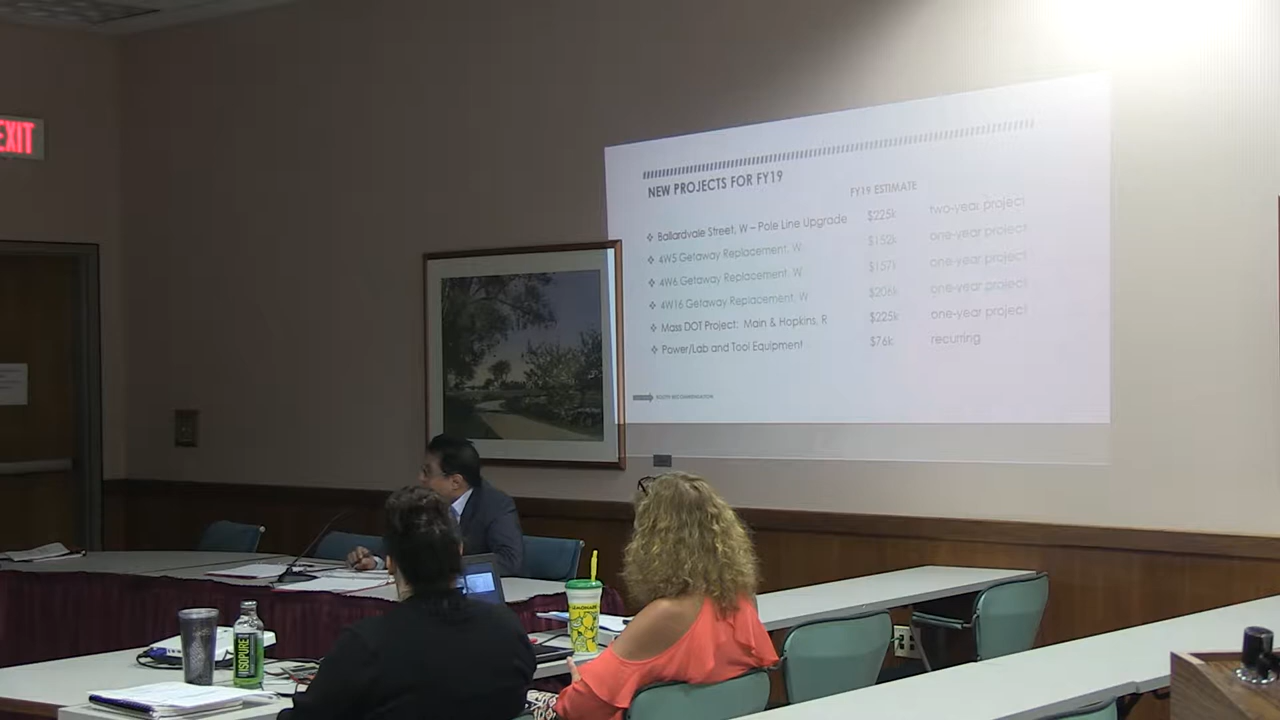 EXIT
NEW PROJECTS FOR FY19
FY19 ESTIMATE
❖ Ballardvale Street, W – Pole Line Upgrade $225k two-year project
❖ 4W5 Getaway Replacement, W $152k one-year project
❖ 4W6 Getaway Replacement, W $157k one-year project
❖ 4W16 Getaway Replacement, W $206k one-year project
❖ Mass DOT Project: Main & Hopkins, R $225k one-year project
❖ Power/Lab and Tool Equipment $76k recurring
LEMONADE
ISOPURE